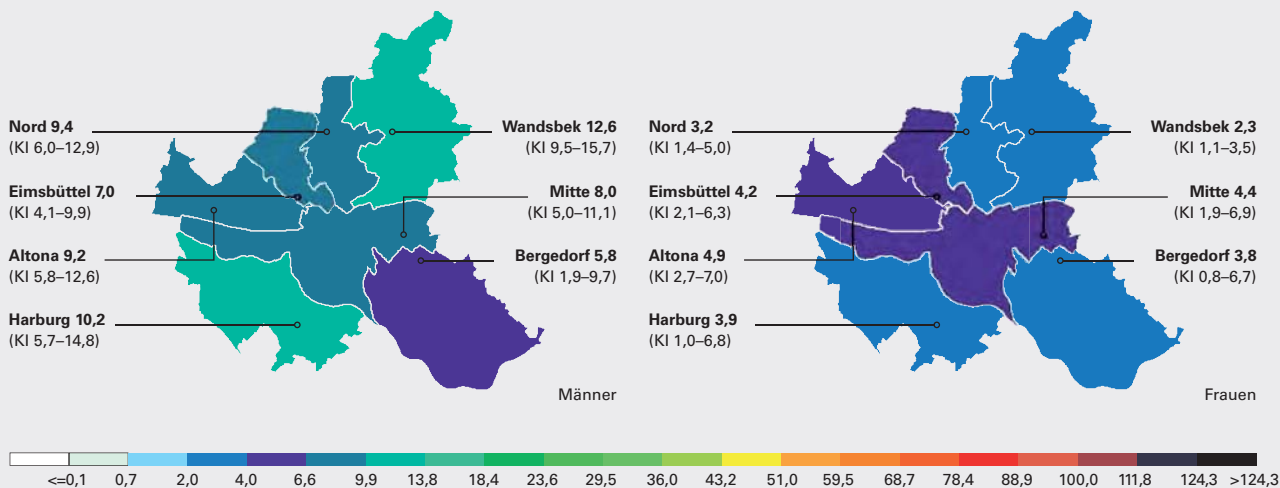 Nord 9,4
(KI 6,0–12,9)
Eimsbüttel 7,0
(KI 4,1–9,9)
Altona 9,2
(KI 5,8–12,6)
Harburg 10,2
(KI 5,7–14,8)
Wandsbek 12,6
(KI 9,5–15,7)
Mitte 8,0
(KI 5,0–11,1)
Bergedorf 5,8
(KI 1,9–9,7)
Männer
Nord 3,2
(KI 1,4–5,0)
Eimsbüttel 4,2
(KI 2,1–6,3)
Altona 4,9
(KI 2,7–7,0)
Harburg 3,9
(KI 1,0–6,8)
Wandsbek 2,3
(KI 1,1–3,5)
Mitte 4,4
(KI 1,9–6,9)
Bergedorf 3,8
(KI 0,8–6,7)
Frauen
<=0,1 0,7 2,0 4,0 6,6 9,9 13,8 18,4 23,6 29,5 36,0 43,2 51,0 59,5 68,7 78,4 88,9 100,0 111,8 124,3 >124,3